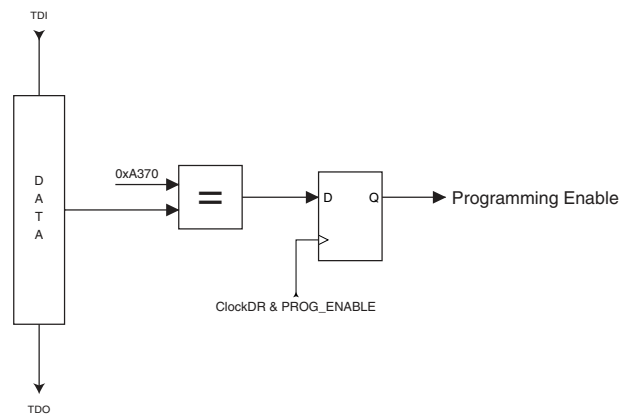 TDI
D
A
T
A
0xA370
=
D Q
Programming Enable
ClockDR & PROG_ENABLE
TDO